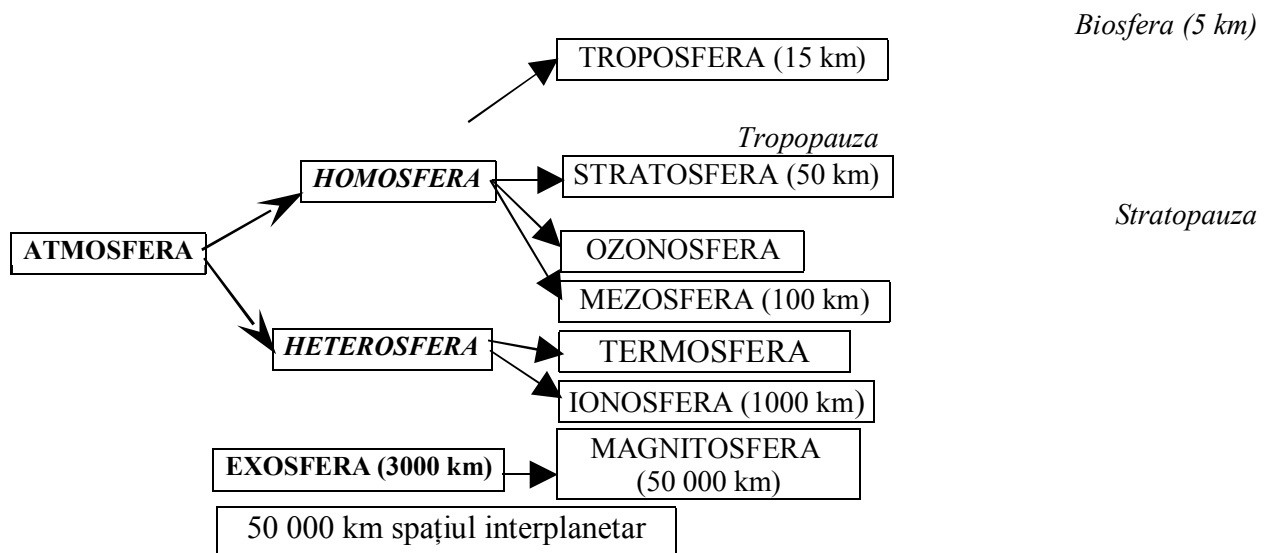 Biosfera (5 km)
TROPOSFERA (15 km)
Tropopauza
HOMOSFERA
STRATOSFERA (50 km)
Stratopauza
ATMOSFERA
OZONOSFERA
MEZOSFERA (100 km)
HETEROSFERA
TERMOSFERA
IONOSFERA (1000 km)
EXOSFERA (3000 km)
MAGNITOSFERA
(50 000 km)
50 000 km spațiul interplanetar